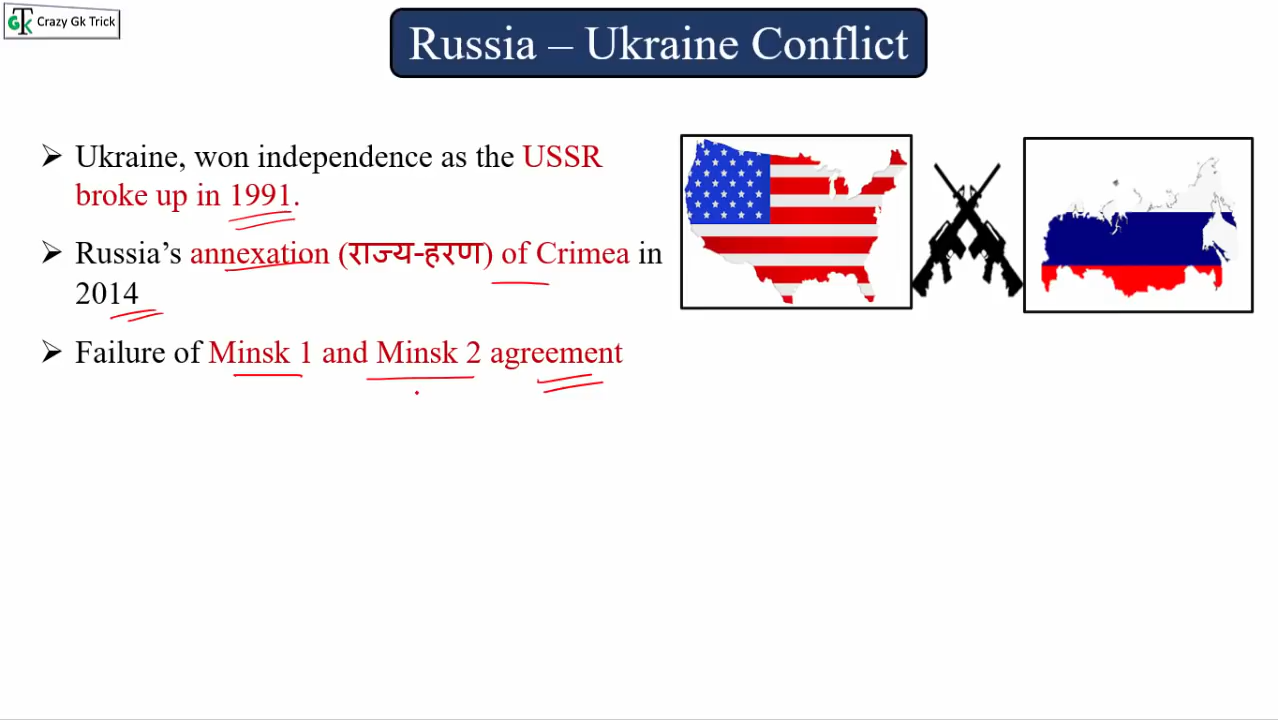 GTK Crazy Gk Trick
Russia – Ukraine Conflict
➢ Ukraine, won independence as the USSR
broke up in 1991.
➢ Russia’s annexation (राज्य-हरण) of Crimea in
2014
➢ Failure of Minsk 1 and Minsk 2 agreement